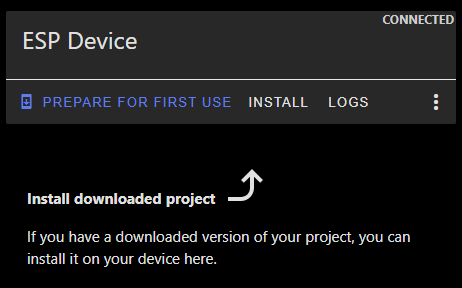 CONNECTED
ESP Device
PREPARE FOR FIRST USE INSTALL LOGS
Install downloaded project
If you have a downloaded version of your project, you can
install it on your device here.